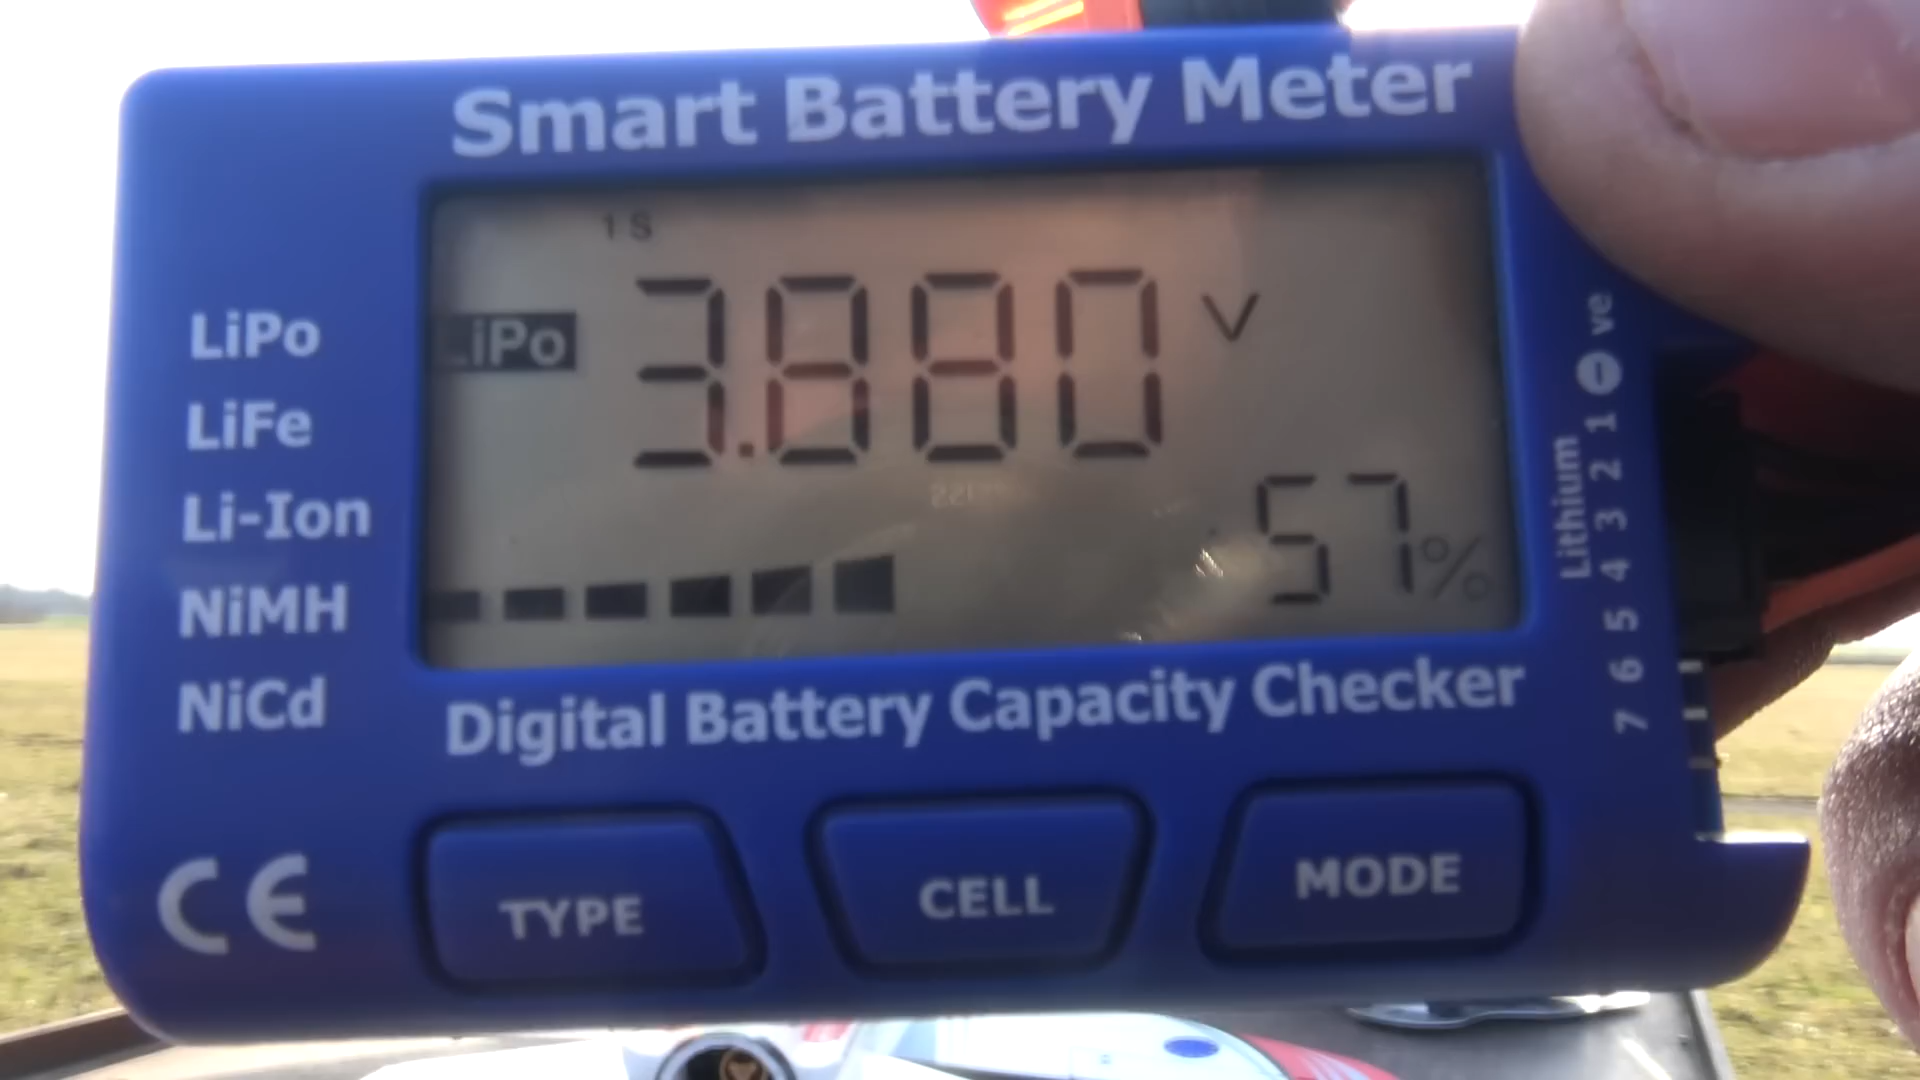 Smart Battery Meter
1 S
LiPo 3.880 V
57%
LiPo
LiFe
Li-Ion
NiMH
NiCd
Lithium
1 2 3 4 5 6 7
- ve
Digital Battery Capacity Checker
CE
TYPE
CELL
MODE